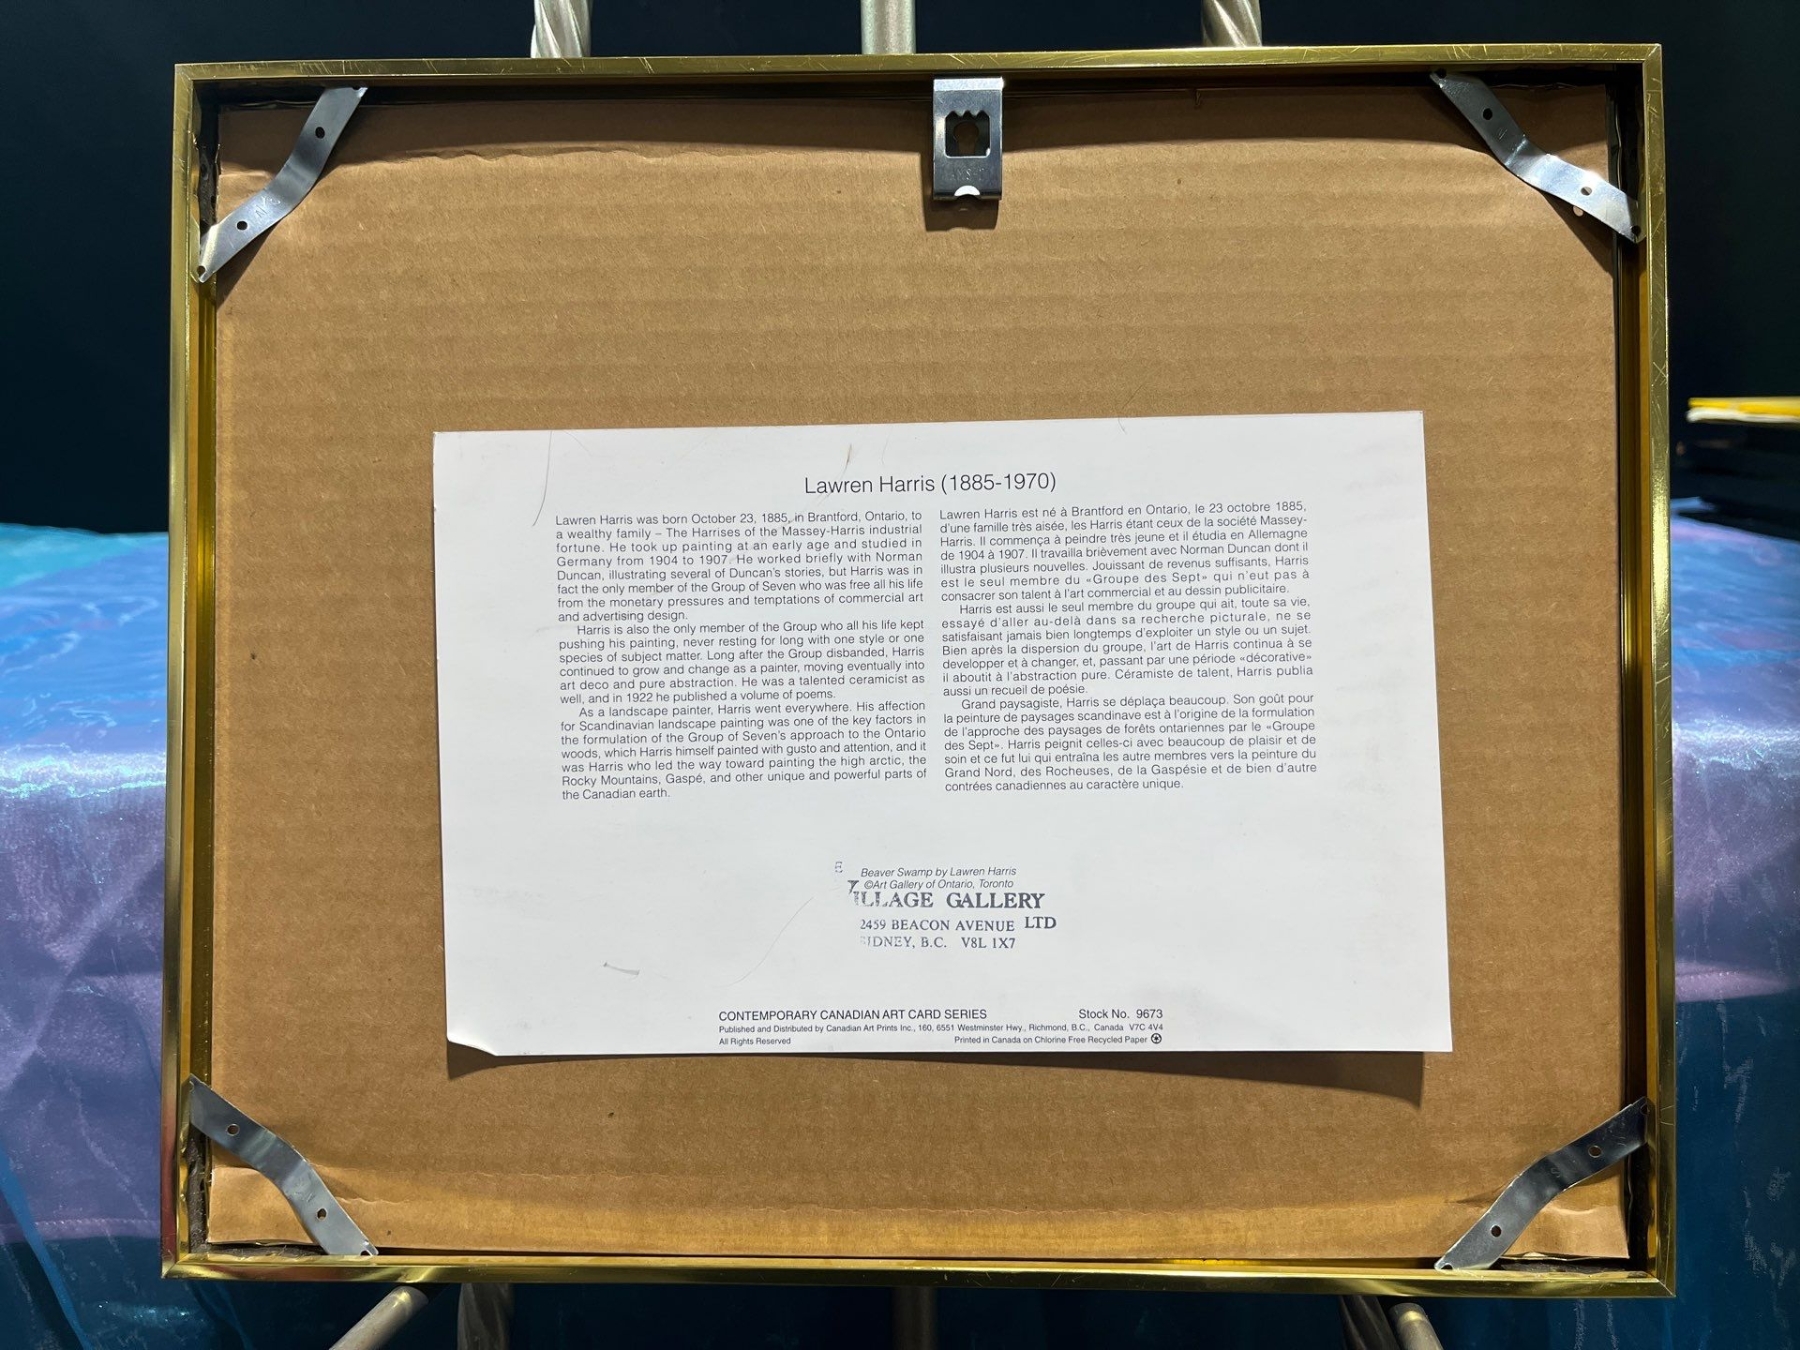 Lawren Harris (1885-1970)
Lawren Harris was born October 23, 1885, in Brantford, Ontario, to
a wealthy family – The Harrises of the Massey-Harris industrial
fortune. He took up painting at an early age and studied in
Germany from 1904 to 1907. He worked briefly with Norman
Duncan, illustrating several of Duncan's stories, but Harris was in
fact the only member of the Group of Seven who was free all his life
from the monetary pressures and temptations of commercial art
and advertising design.
Harris is also the only member of the Group who all his life kept
pushing his painting, never resting for long with one style or one
species of subject matter. Long after the Group disbanded, Harris
continued to grow and change as a painter, moving eventually into
art deco and pure abstraction. He was a talented ceramicist as
well, and in 1922 he published a volume of poems.
As a landscape painter, Harris went everywhere. His affection
for Scandinavian landscape painting was one of the key factors in
the formulation of the Group of Seven's approach to the Ontario
woods, which Harris himself painted with gusto and attention, and it
was Harris who led the way toward painting the high arctic, the
Rocky Mountains, Gaspé, and other unique and powerful parts of
the Canadian earth.
Lawren Harris est né à Brantford en Ontario, le 23 octobre 1885,
d'une famille très aisée, les Harris étant ceux de la société Massey-
Harris. Il commença à peindre très jeune et il étudia en Allemagne
de 1904 à 1907. Il travailla brièvement avec Norman Duncan dont il
illustra plusieurs nouvelles. Jouissant de revenus suffisants, Harris
est le seul membre du «Groupe des Sept» qui n'eut pas à
consacrer son talent à l'art commercial et au dessin publicitaire.
Harris est aussi le seul membre du groupe qui ait, toute sa vie,
essayé d'aller au-delà dans sa recherche picturale, ne se
satisfaisant jamais bien longtemps d'exploiter un style ou un sujet.
Bien après la dispersion du groupe, l'art de Harris continua à se
developper et à changer, et, passant par une période «décorative»
il aboutit à l'abstraction pure. Céramiste de talent, Harris publia
aussi un recueil de poésie.
Grand paysagiste, Harris se déplaça beaucoup. Son goût pour
la peinture de paysages scandinave est à l'origine de la formulation
de l'approche des paysages de forêts ontariennes par le «Groupe
des Sept». Harris peignit celles-ci avec beaucoup de plaisir et de
soin et ce fut lui qui entraîna les autre membres vers la peinture du
Grand Nord, des Rocheuses, de la Gaspésie et de bien d'autre
contrées canadiennes au caractère unique.
Beaver Swamp by Lawren Harris
©Art Gallery of Ontario, Toronto
VILLAGE GALLERY
2459 BEACON AVENUE LTD
SIDNEY, B.C. V8L 1X7
CONTEMPORARY CANADIAN ART CARD SERIES Stock No. 9673
Published and Distributed by Canadian Art Prints Inc., 160, 6551 Westminster Hwy., Richmond, B.C., Canada V7C 4V4
All Rights Reserved Printed in Canada on Chlorine Free Recycled Paper